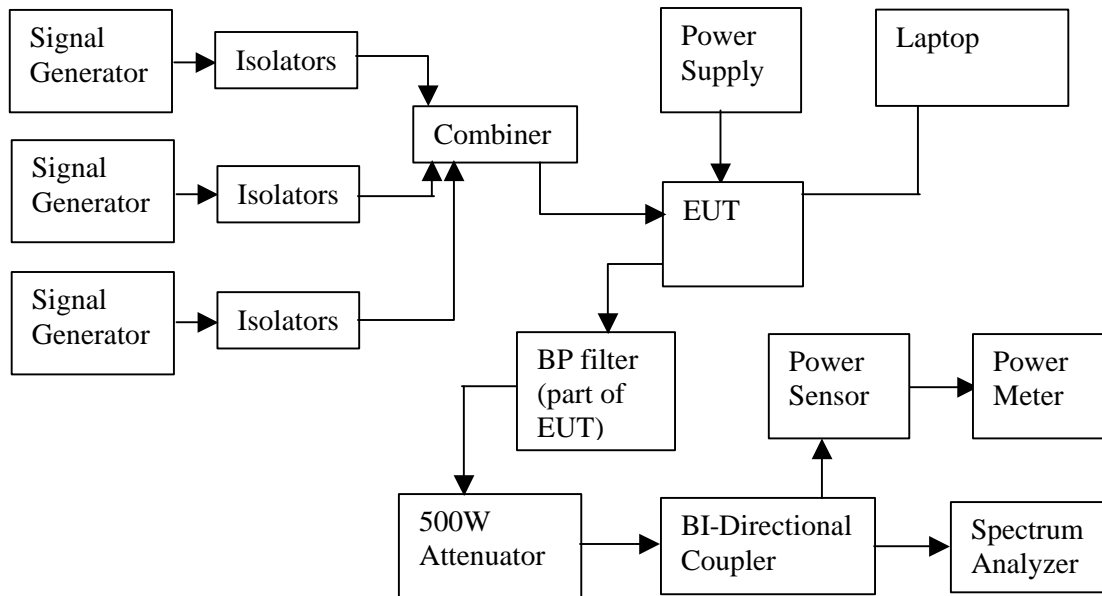 Signal
Generator
Isolators
Power
Supply
Laptop
Combiner
Signal
Generator
Isolators
EUT
Signal
Generator
Isolators
BP filter
(part of
EUT)
Power
Sensor
Power
Meter
500W
Attenuator
BI-Directional
Coupler
Spectrum
Analyzer